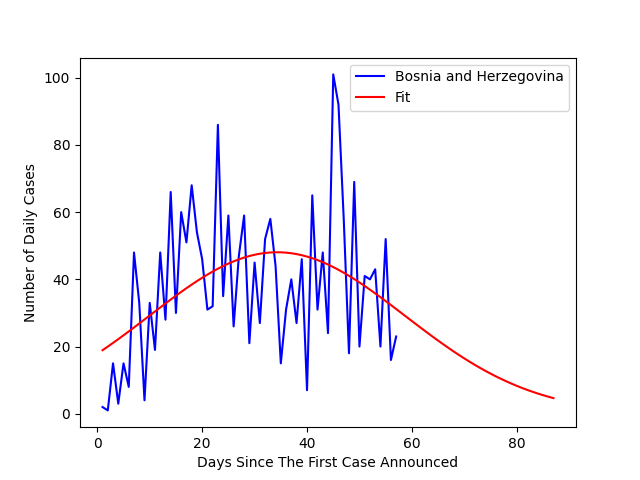 Bosnia and Herzegovina
Fit
100
80
60
40
20
0
Number of Daily Cases
0 20 40 60 80
Days Since The First Case Announced